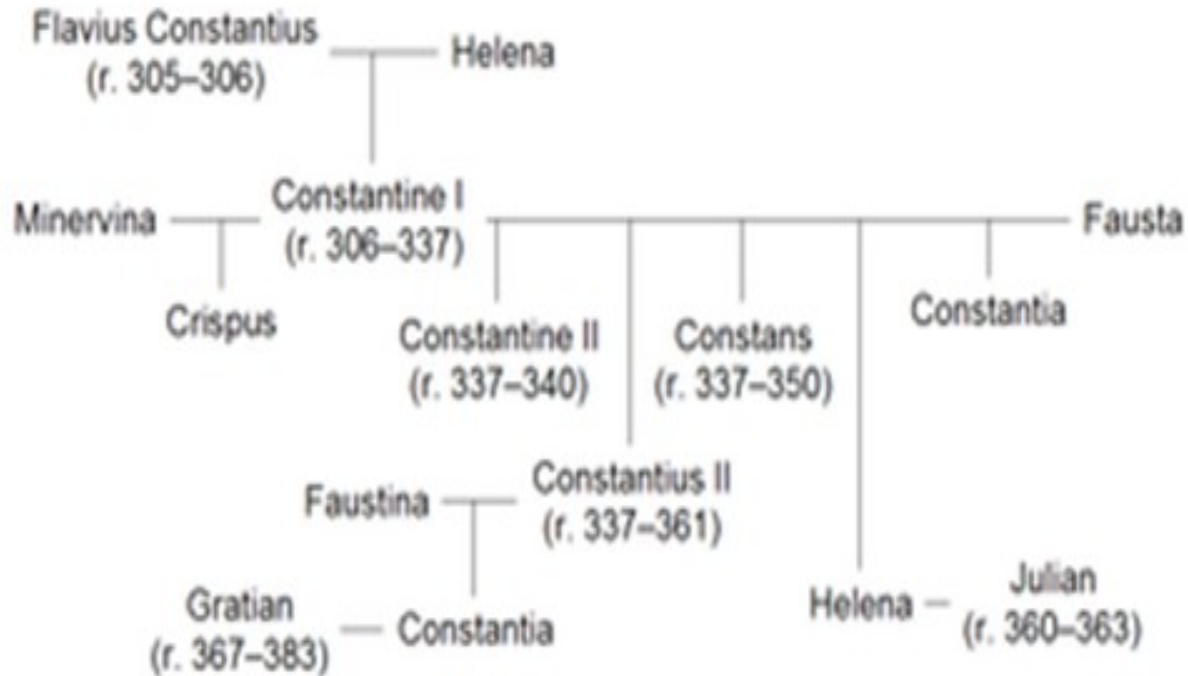 Flavius Constantius
(r. 305–306)
Helena
Minervina
Constantine I
(r. 306–337)
Fausta
Crispus
Constantine II
(r. 337–340)
Constans
(r. 337–350)
Constantia
Faustina
Constantius II
(r. 337–361)
Gratian
(r. 367–383)
Constantia
Helena
Julian
(r. 360–363)